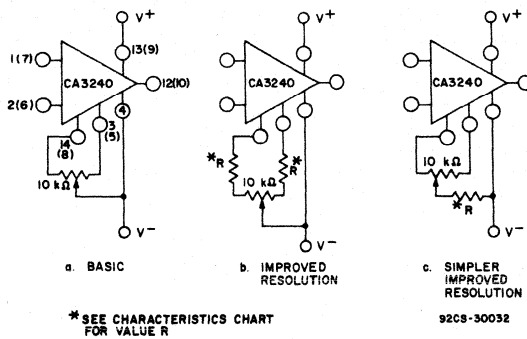 V+
V+
V+
13(9)
1(7)
CA3240
12(10)
CA3240
CA3240
2(6)
4
3
(5)
14
(8)
10 kΩ
*R
R*
10 kΩ
10 kΩ
*R
V-
V-
V-
a. BASIC
b. IMPROVED
RESOLUTION
c. SIMPLER
IMPROVED
RESOLUTION
*SEE CHARACTERISTICS CHART
FOR VALUE R
92CS-30032